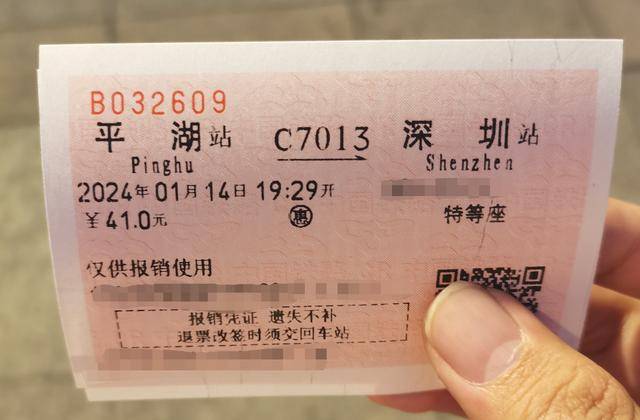 B032609
平 湖站 C7013 深 圳站
Pinghu Shenzhen
2024年01月14日 19:29开
¥41.0元 惠 特等座
仅供报销使用
报销凭证 遗失不补
退票改签时须交回车站